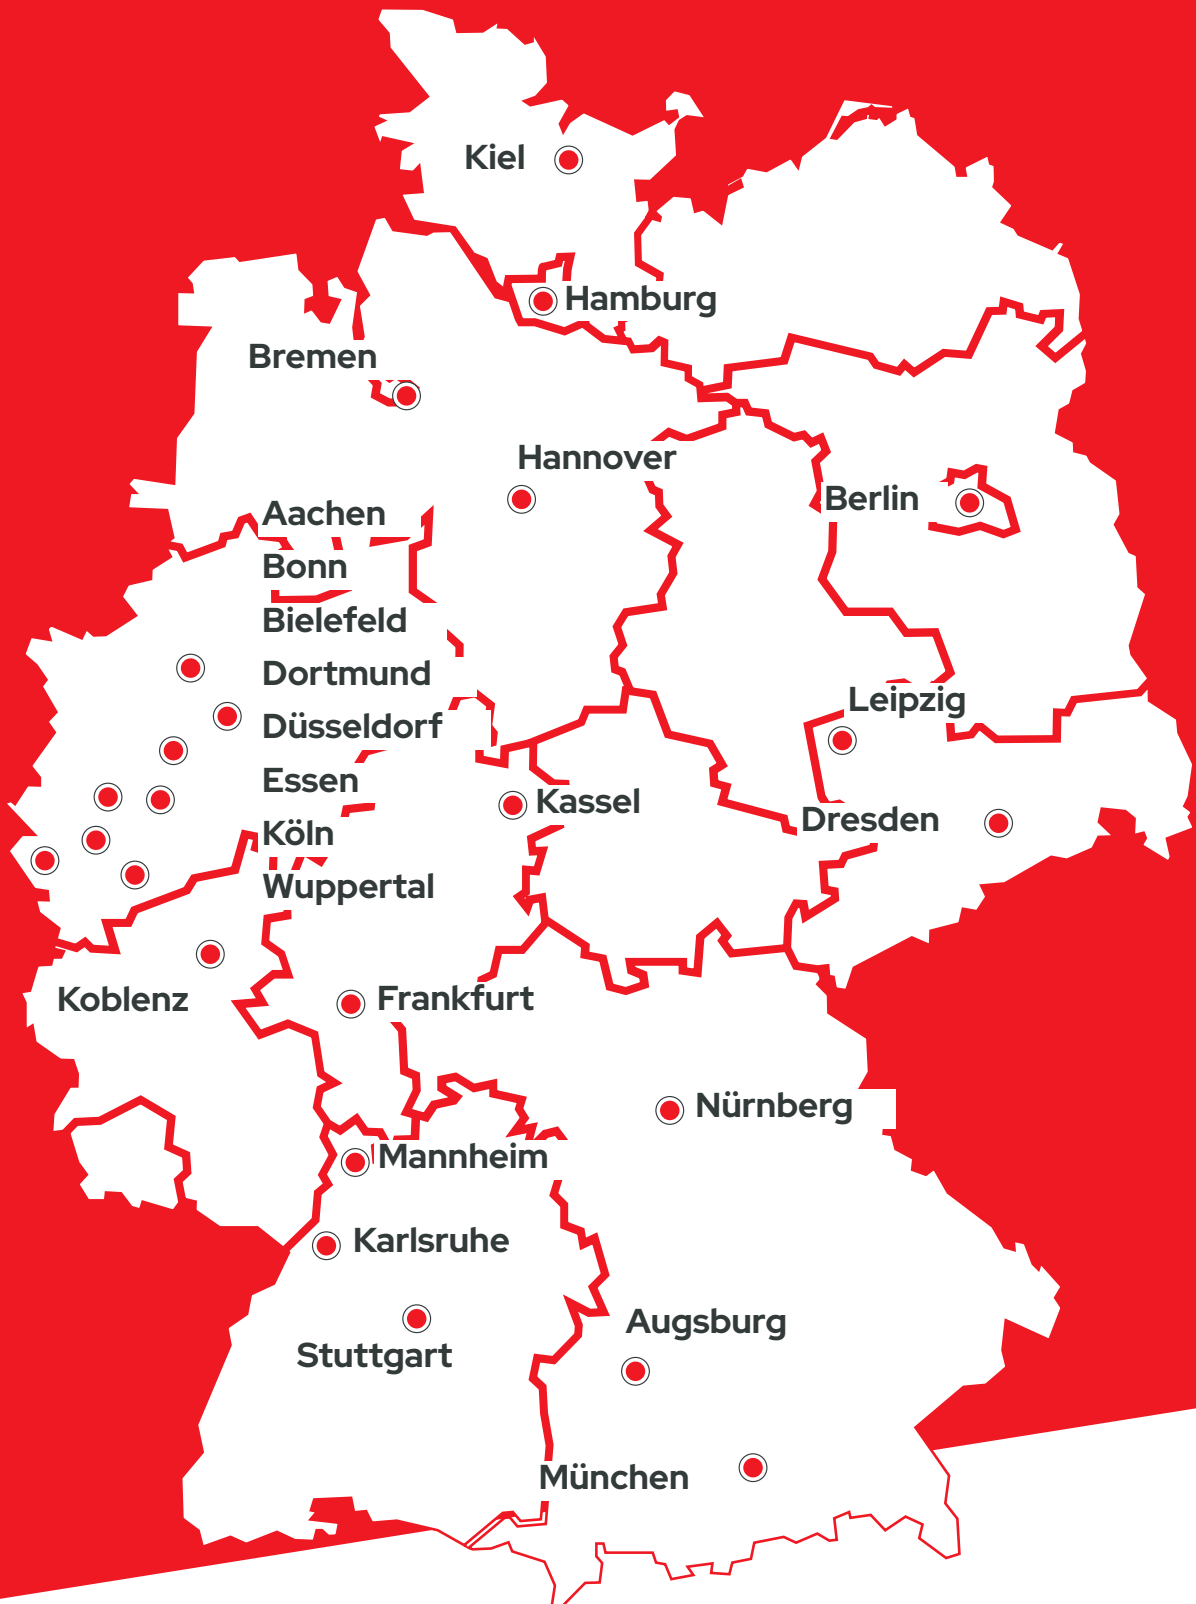 Kiel
Hamburg
Bremen
Hannover
Berlin
Aachen
Bonn
Bielefeld
Dortmund
Düsseldorf
Essen
Köln
Wuppertal
Leipzig
Kassel
Dresden
Koblenz
Frankfurt
Nürnberg
Mannheim
Karlsruhe
Stuttgart
Augsburg
München